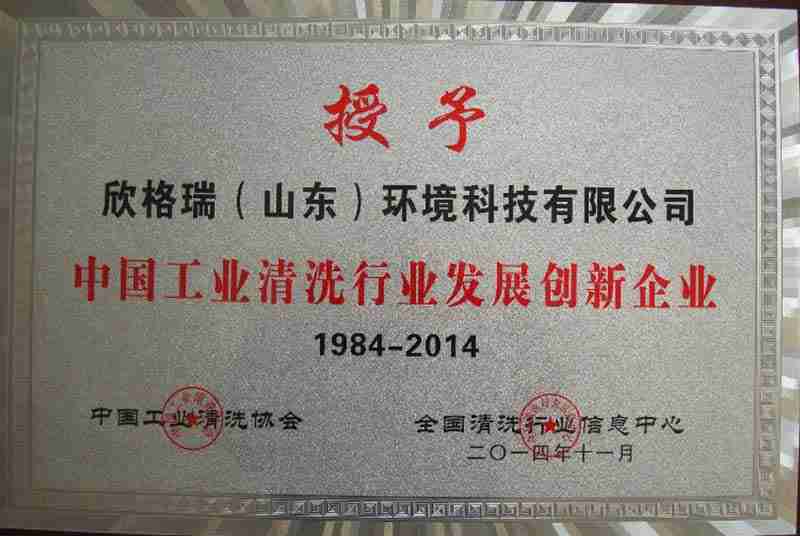 授予
欣格瑞（山东）环境科技有限公司
中国工业清洗行业发展创新企业
1984-2014
中国工业清洗协会
全国清洗行业信息中心
二〇一四年十一月